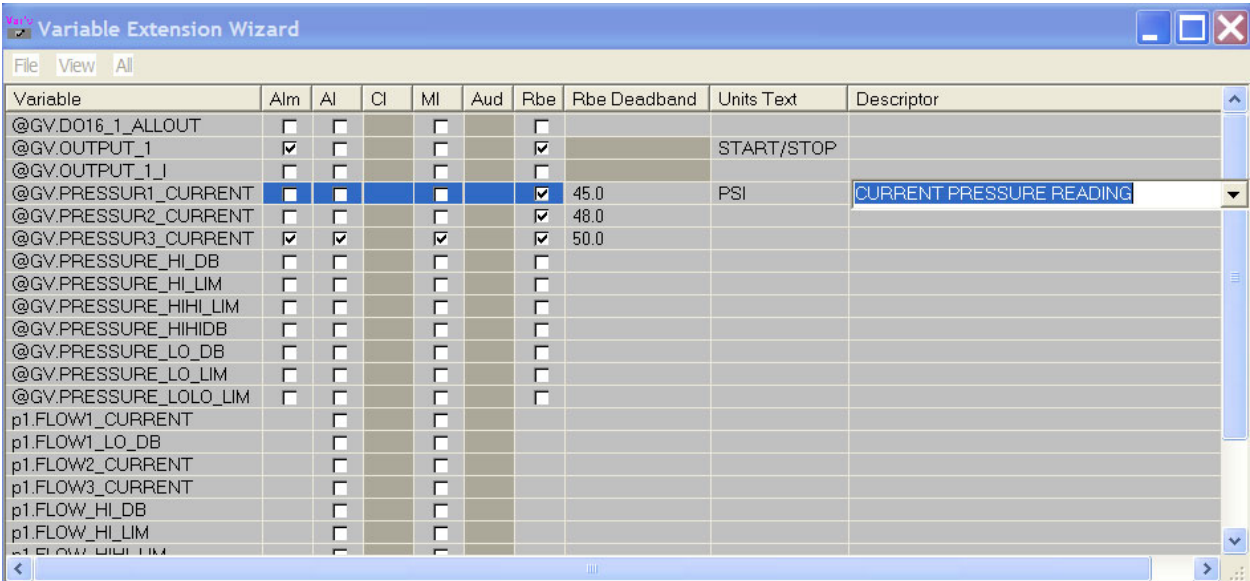 Variable Extension Wizard
File View All
Variable Alm AI CI MI Aud Rbe Rbe Deadband Units Text Descriptor
@GV.DO16_1_ALLOUT
@GV.OUTPUT_1 START/STOP
@GV.OUTPUT_1_I
@GV.PRESSUR1_CURRENT 45.0 PSI CURRENT PRESSURE READING
@GV.PRESSUR2_CURRENT 48.0
@GV.PRESSUR3_CURRENT 50.0
@GV.PRESSURE_HI_DB
@GV.PRESSURE_HI_LIM
@GV.PRESSURE_HIHI_LIM
@GV.PRESSURE_HIHIDB
@GV.PRESSURE_LO_DB
@GV.PRESSURE_LO_LIM
@GV.PRESSURE_LOLO_LIM
p1.FLOW1_CURRENT
p1.FLOW1_LO_DB
p1.FLOW2_CURRENT
p1.FLOW3_CURRENT
p1.FLOW_HI_DB
p1.FLOW_HI_LIM
p1.FLOW_HIHI_LIM